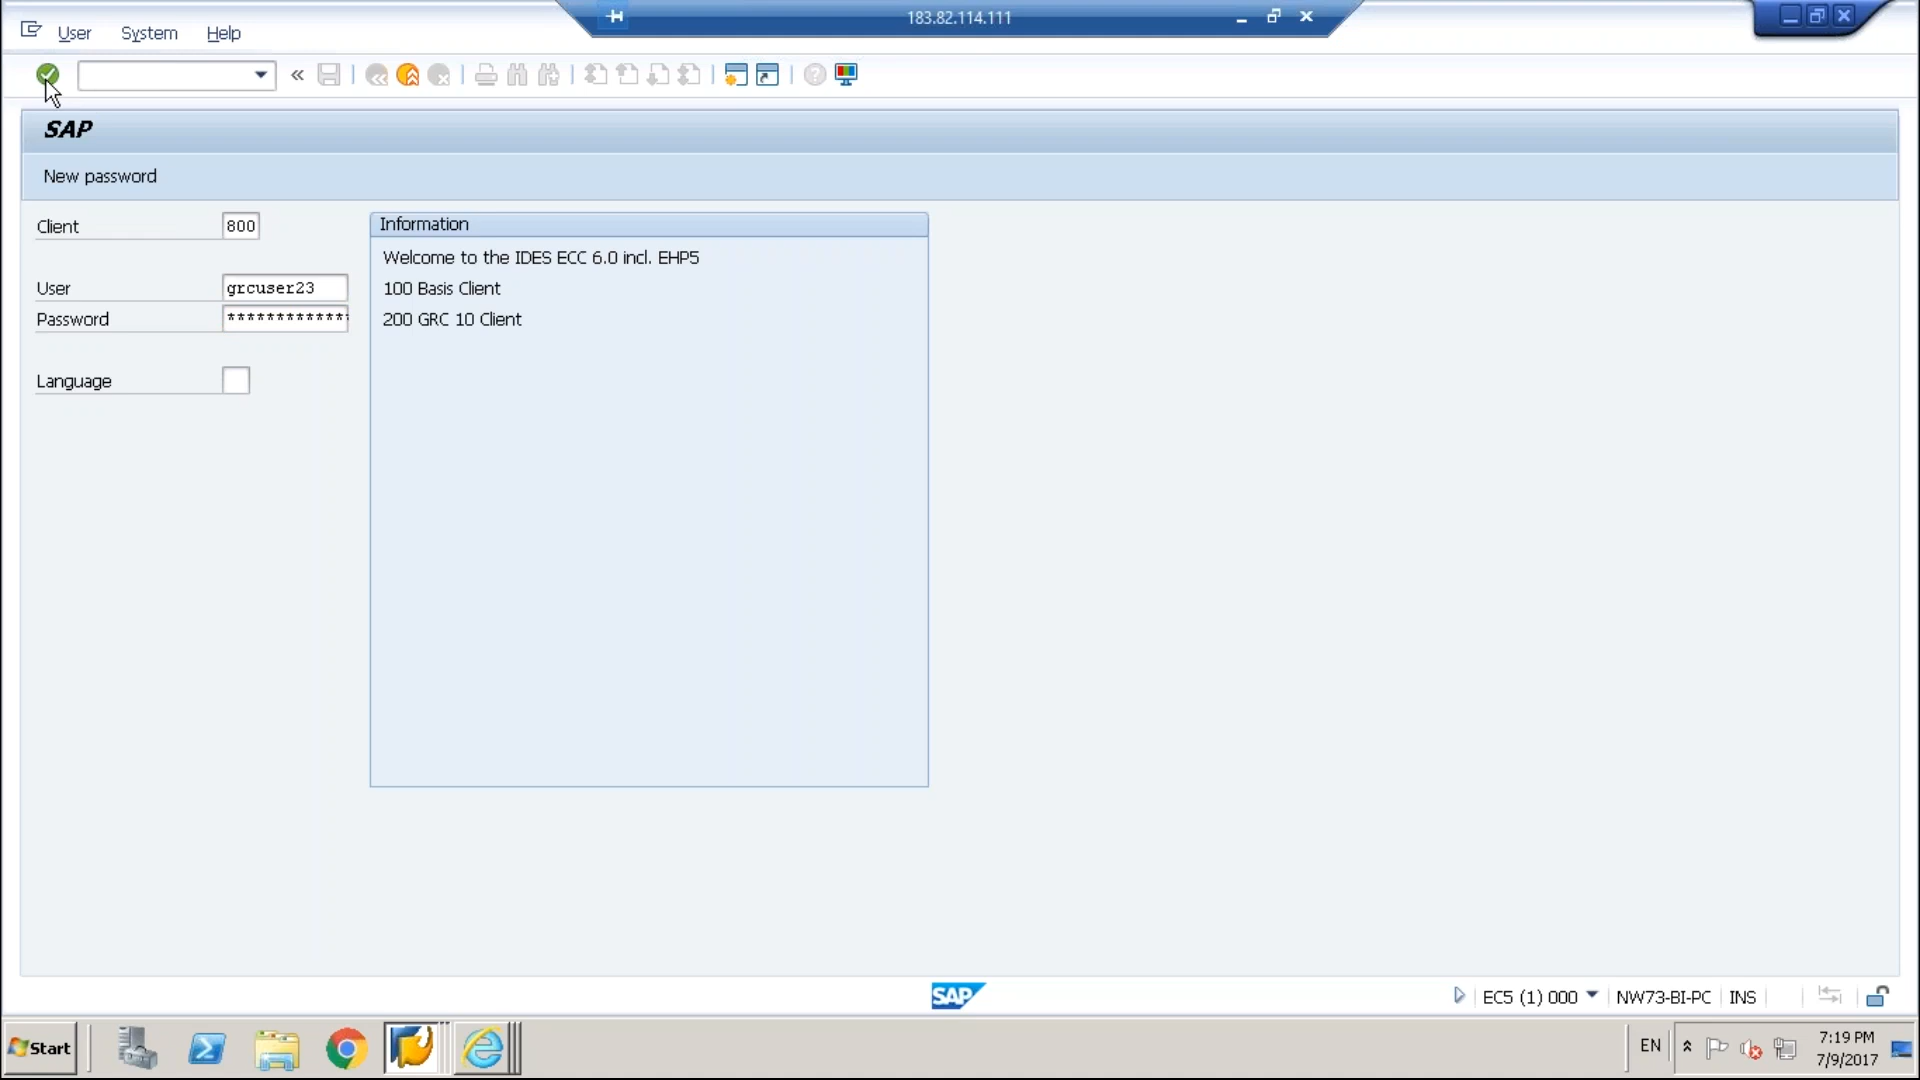 183.82.114.111
User System Help
SAP
New password
Client 800
Information
Welcome to the IDES ECC 6.0 incl. EHP5
User grcuser23
100 Basis Client
Password *************
200 GRC 10 Client
Language
SAP
EC5 (1) 000 NW73-BI-PC INS
Start
EN
7:19 PM
7/9/2017